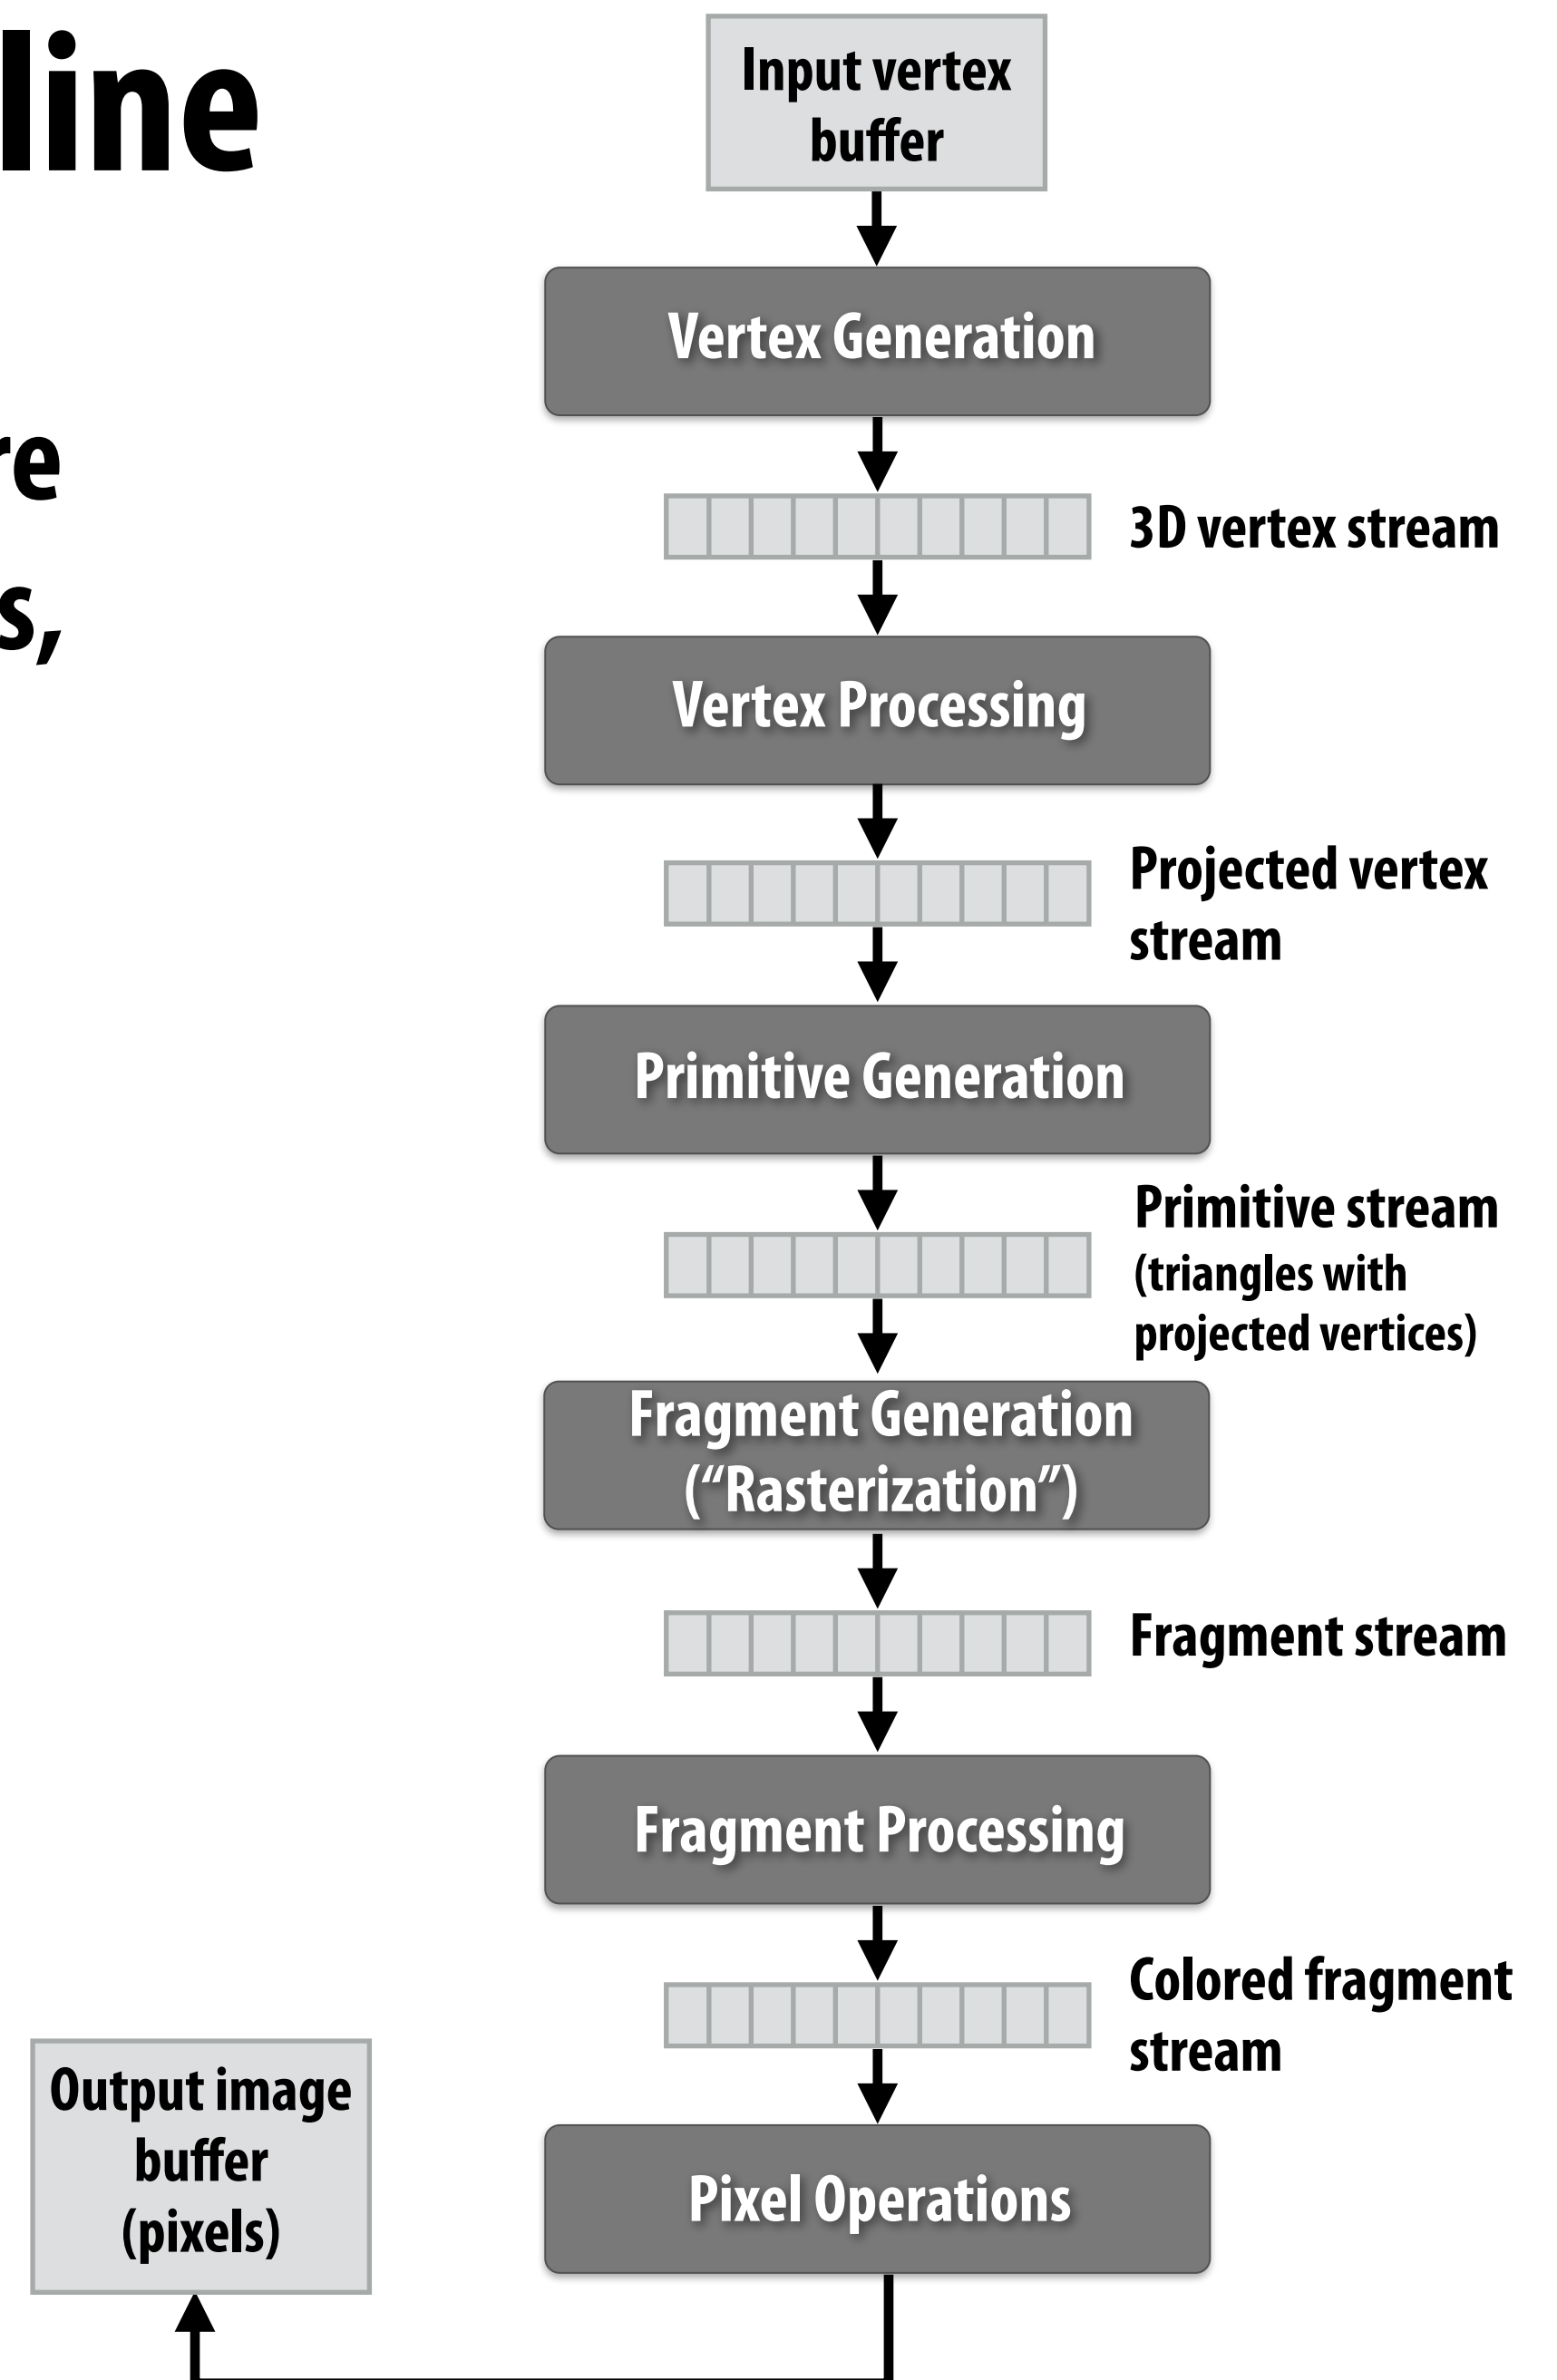 line
re
s,
Input vertex
buffer
Vertex Generation
3D vertex stream
Vertex Processing
Projected vertex
stream
Primitive Generation
Primitive stream
(triangles with
projected vertices)
Fragment Generation
(“Rasterization”)
Fragment stream
Fragment Processing
Colored fragment
stream
Pixel Operations
Output image
buffer
(pixels)